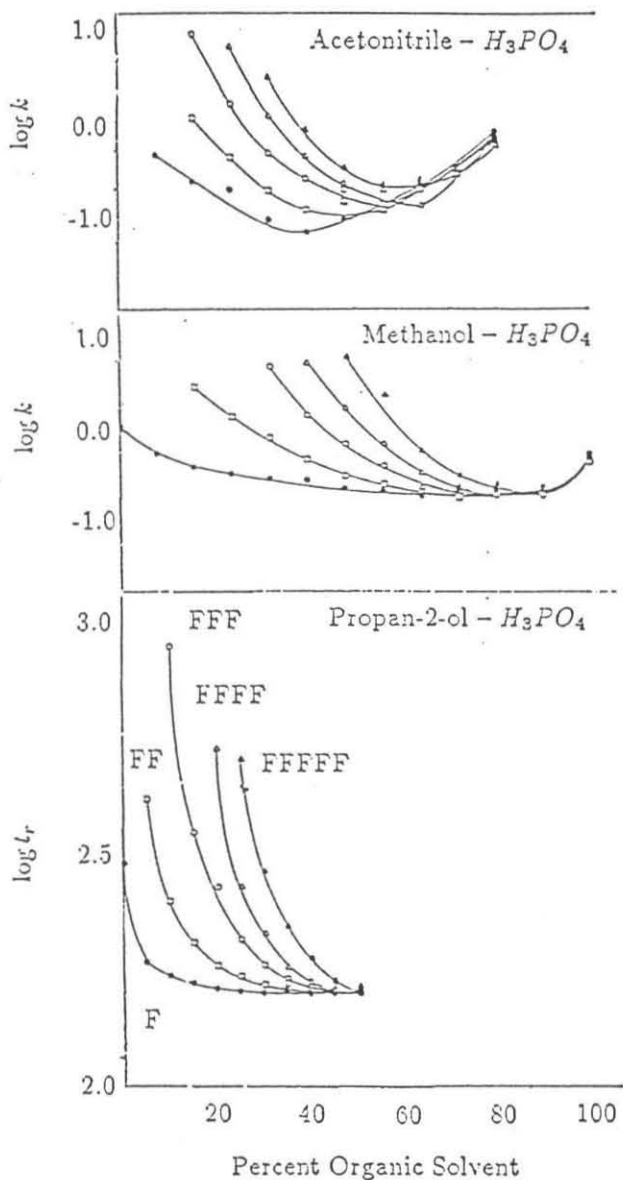 1.0
Acetonitrile – H₃PO₄
log k
0.0
-1.0
1.0
Methanol – H₃PO₄
log k
0.0
-1.0
3.0
FFF
Propan-2-ol – H₃PO₄
FFFF
FF
FFFFF
log tᵣ
2.5
F
2.0
20 40 60 80 100
Percent Organic Solvent